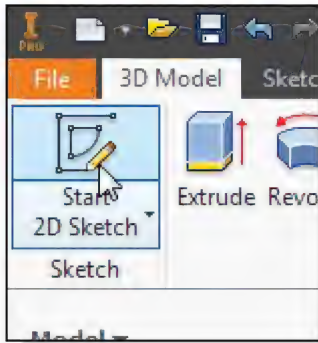 PRO
File 3D Model Sketc
Start
2D Sketch
Extrude Revo
Sketch
Model